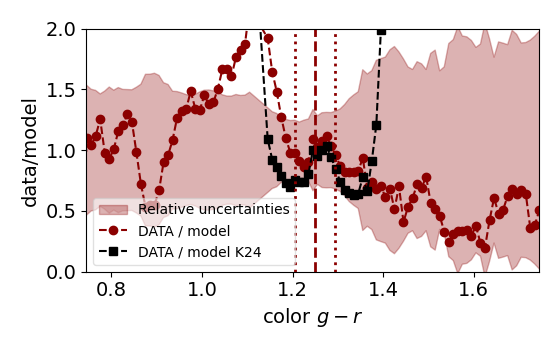 2.0
1.5
1.0
0.5
0.0
data/model
Relative uncertainties
DATA / model
DATA / model K24
0.8 1.0 1.2 1.4 1.6
color g − r